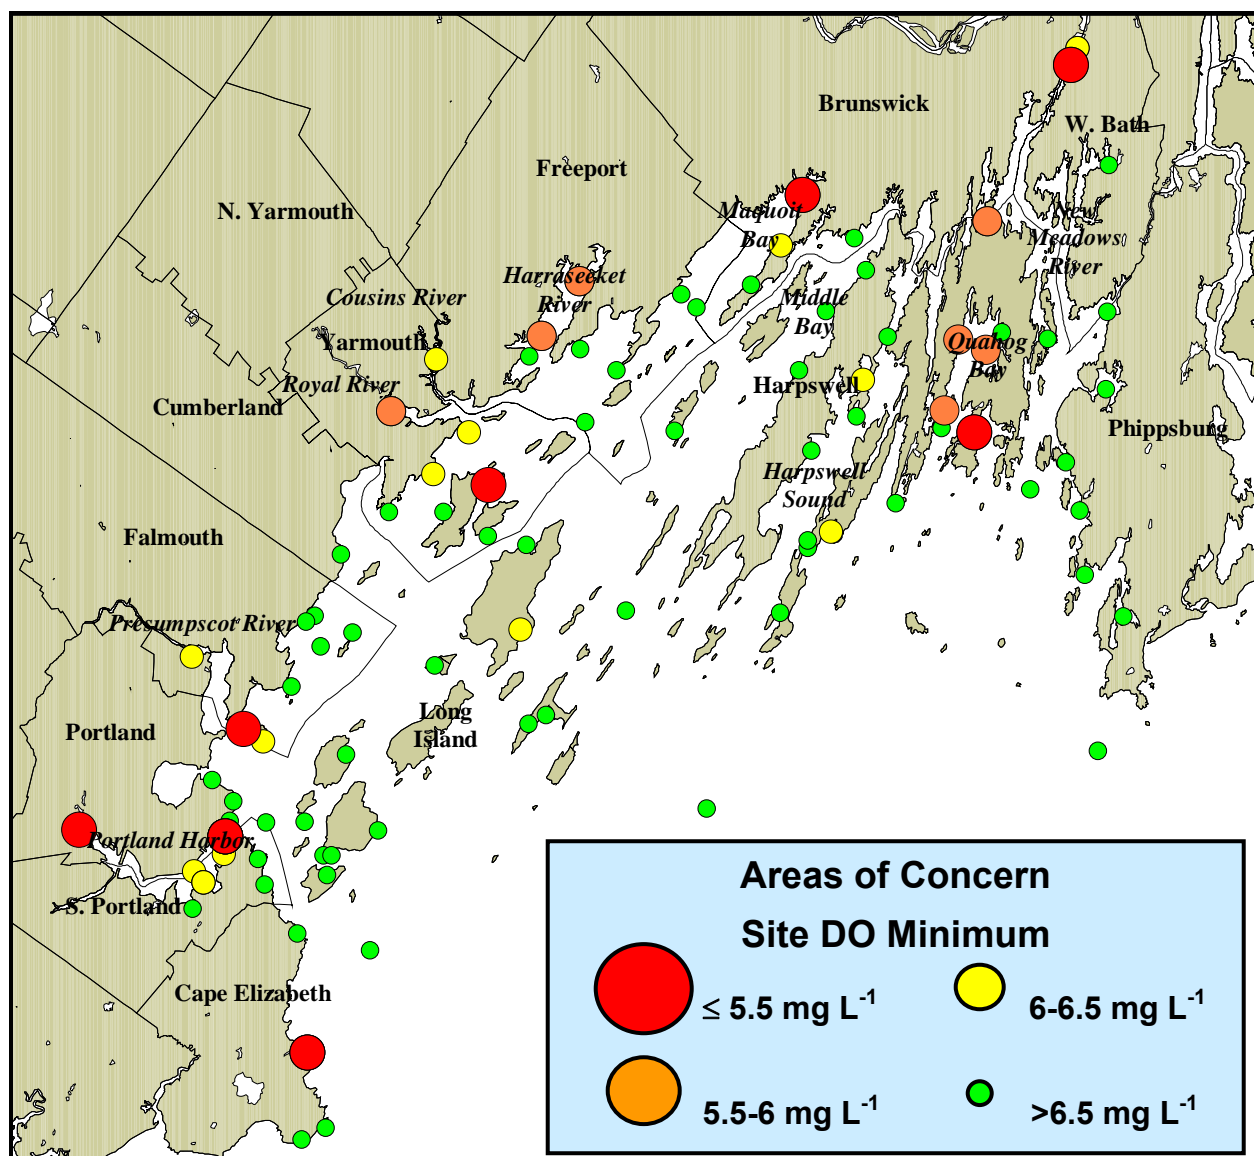 Brunswick
W. Bath
Freeport
N. Yarmouth
Maquoit
Bay
New
Meadows
River
Harraseeket
River
Cousins River
Middle
Bay
Yarmouth
Quahog
Bay
Royal River
Harpswell
Cumberland
Phippsburg
Harpswell
Sound
Falmouth
Presumpscot River
Long
Island
Portland
Portland Harbor
S. Portland
Cape Elizabeth
Areas of Concern
Site DO Minimum
≤ 5.5 mg L-1
6-6.5 mg L-1
5.5-6 mg L-1
>6.5 mg L-1